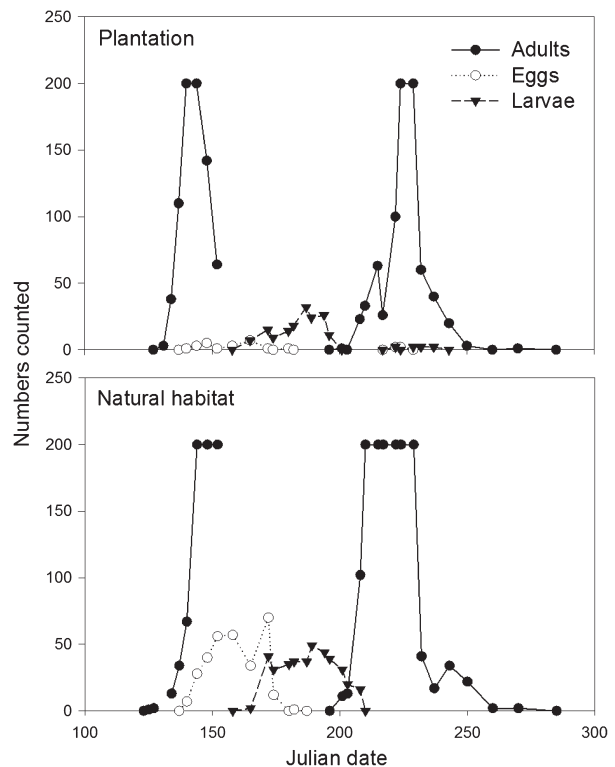 250
Plantation
Adults
Eggs
Larvae
200
150
100
50
0
Numbers counted
250
Natural habitat
200
150
100
50
0
100 150 200 250 300
Julian date